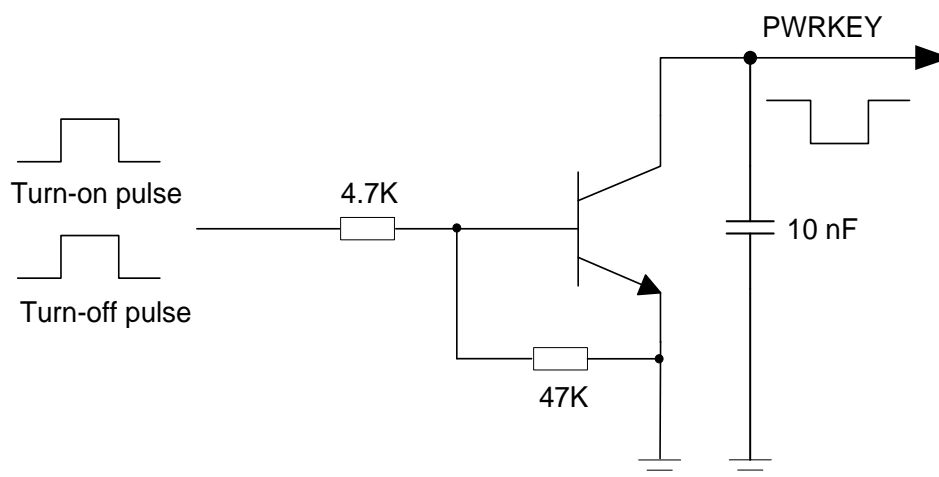 PWRKEY
Turn-on pulse
4.7K
10 nF
Turn-off pulse
47K